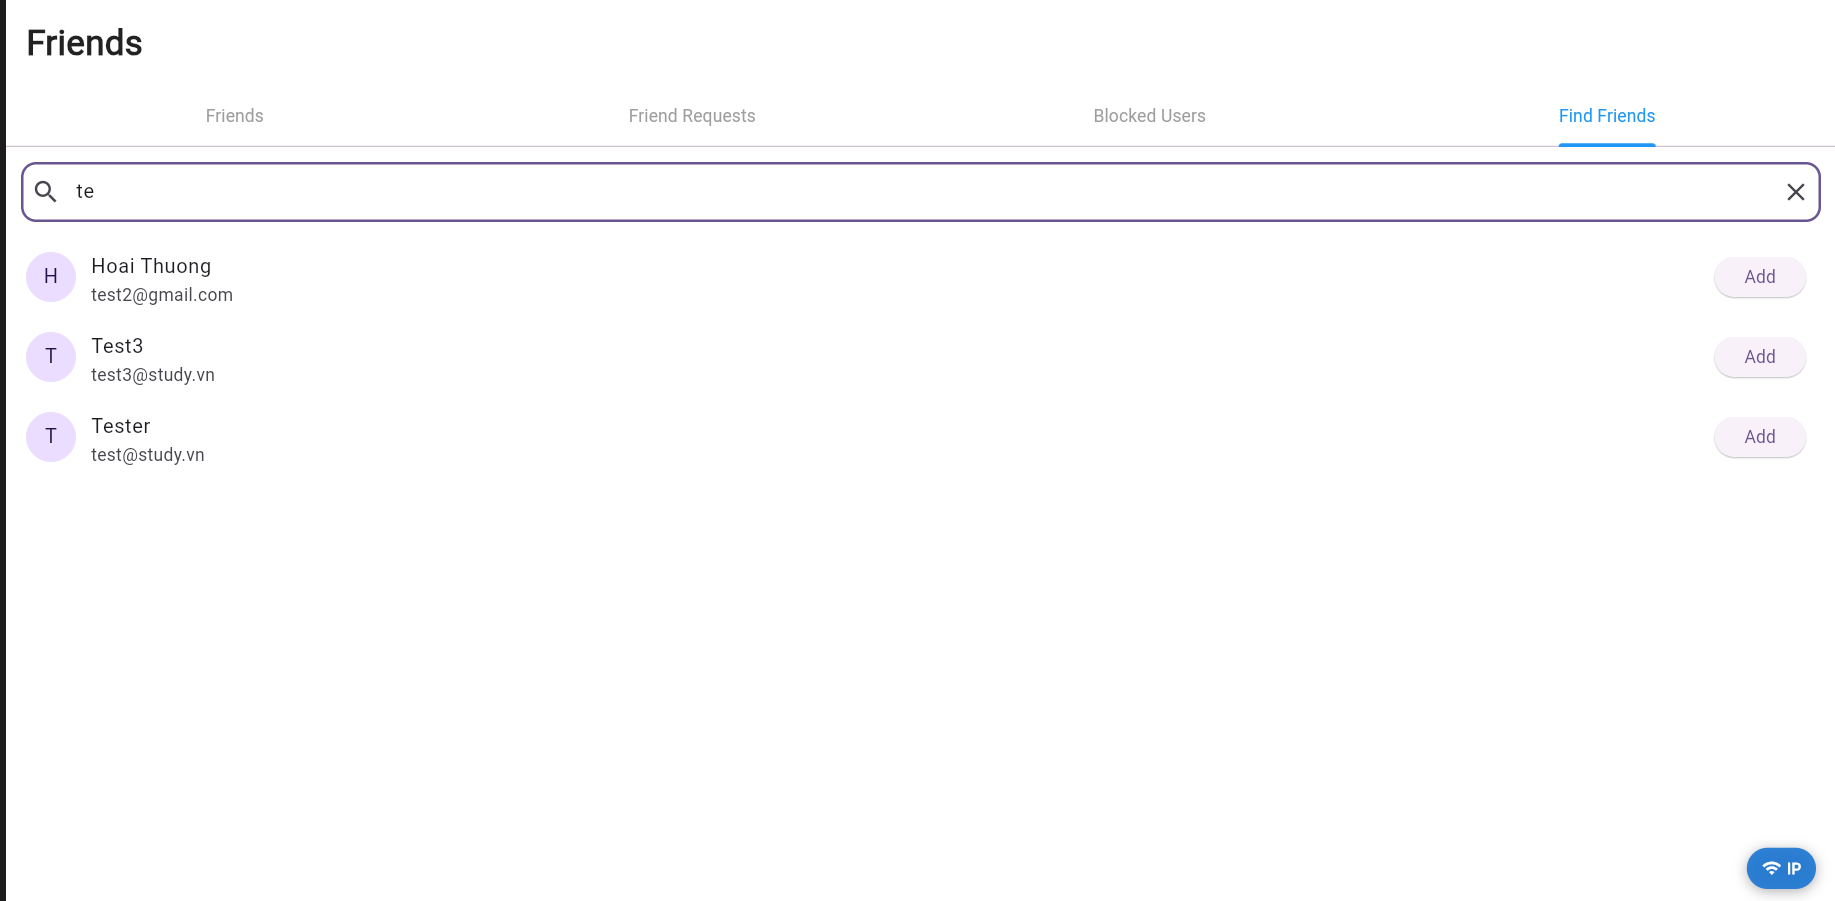 Friends
Friends Friend Requests Blocked Users Find Friends
te
H Hoai Thuong Add
test2@gmail.com
T Test3 Add
test3@study.vn
T Tester Add
test@study.vn
IP